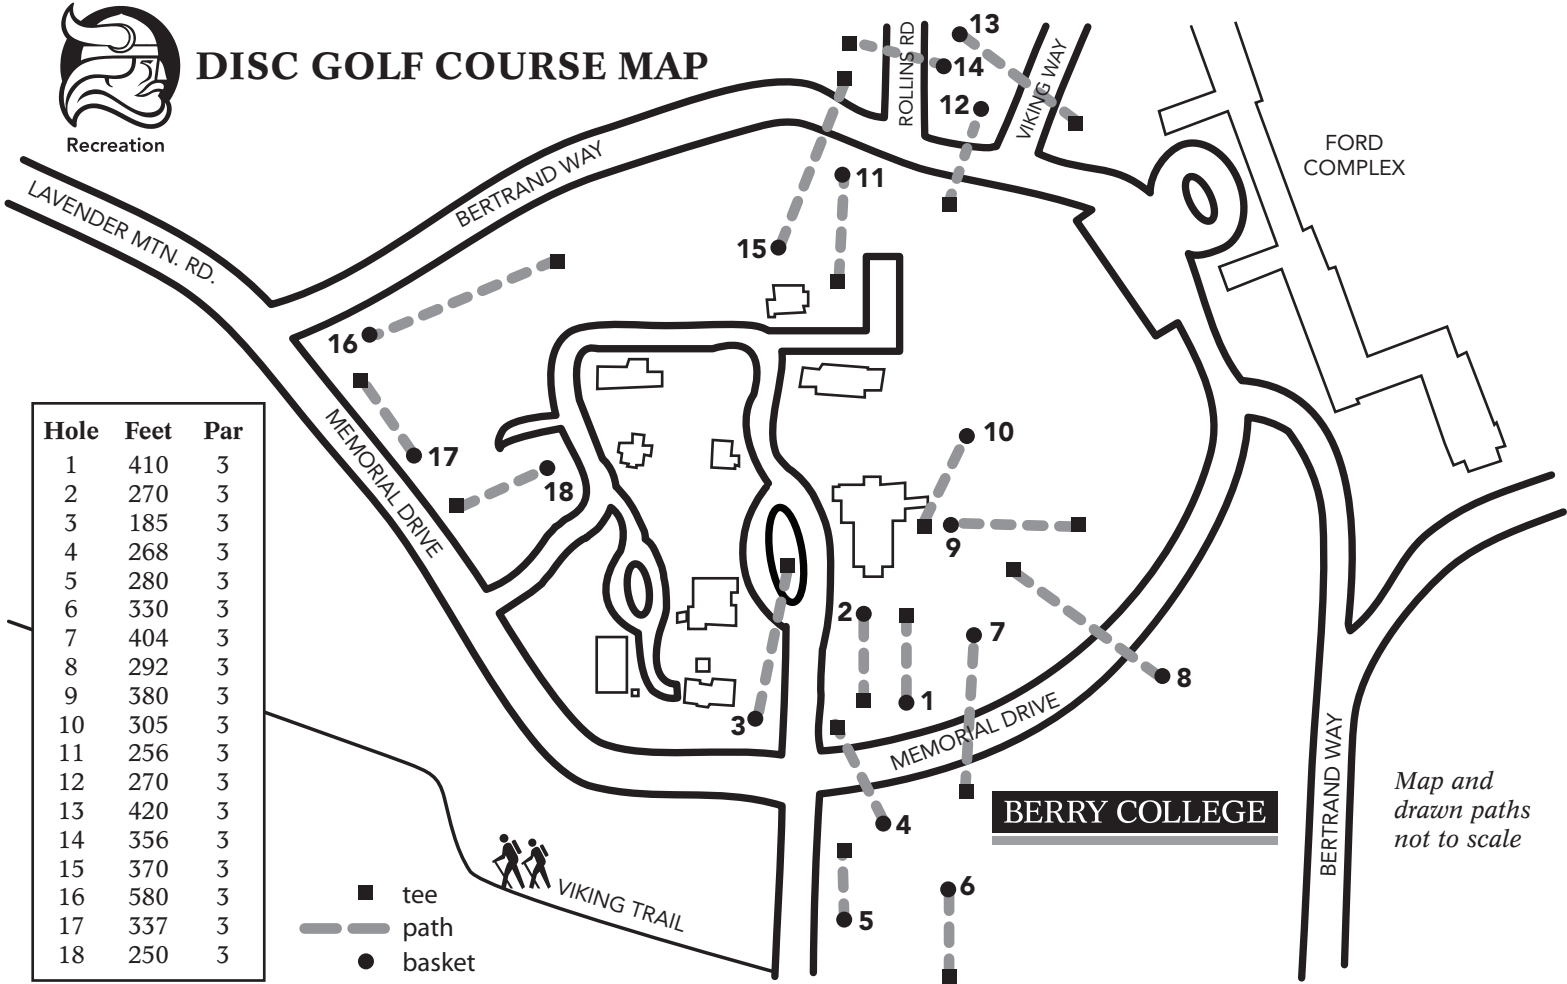 DISC GOLF COURSE MAP
Recreation
LAVENDER MTN. RD.
BERTRAND WAY
ROLLINS RD
VIKING WAY
FORD
COMPLEX
13
14
12
11
15
16
17
18
10
9
2
1
7
8
3
4
5
6
MEMORIAL DRIVE
MEMORIAL DRIVE
BERTRAND WAY
VIKING TRAIL
BERRY COLLEGE
Map and
drawn paths
not to scale
Hole Feet Par
1 410 3
2 270 3
3 185 3
4 268 3
5 280 3
6 330 3
7 404 3
8 292 3
9 380 3
10 305 3
11 256 3
12 270 3
13 420 3
14 356 3
15 370 3
16 580 3
17 337 3
18 250 3
tee
path
basket